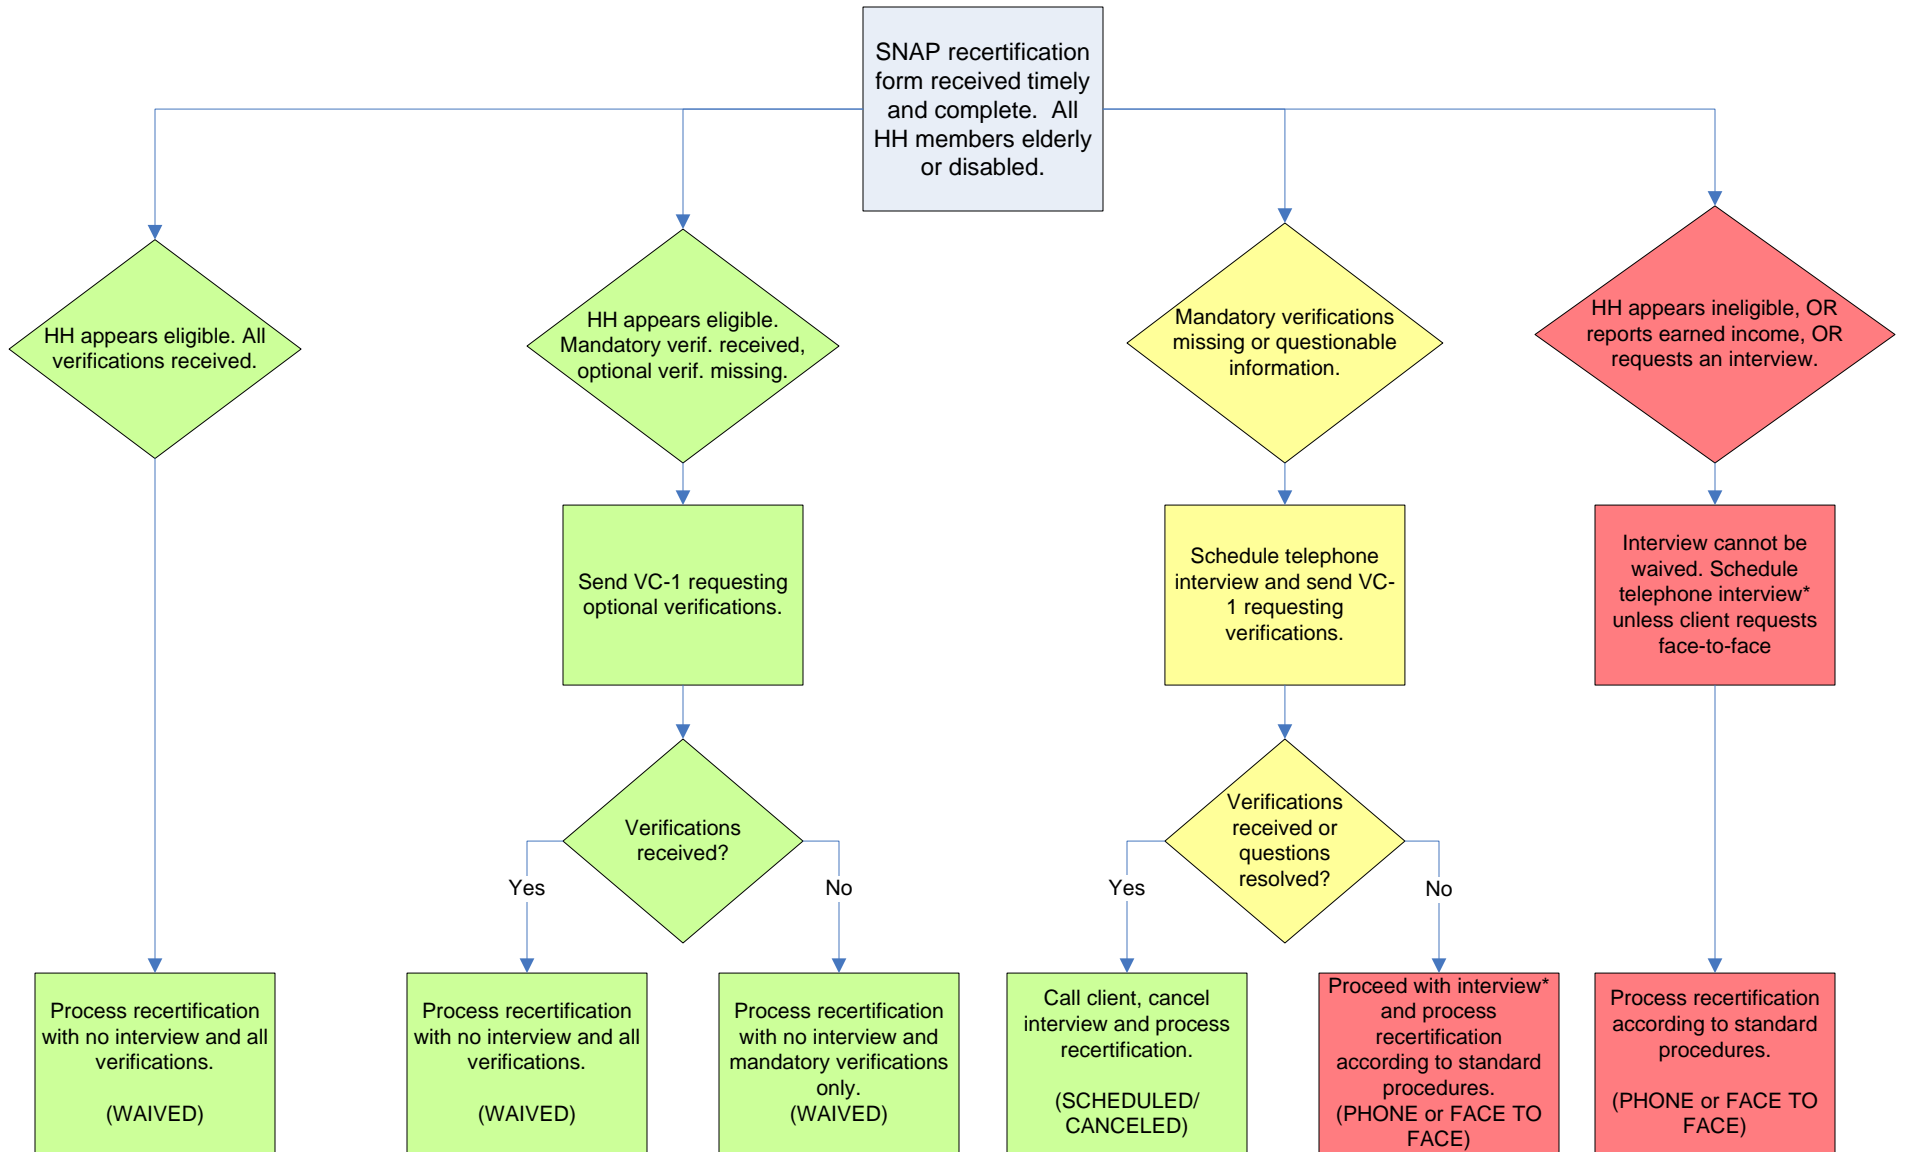 SNAP recertification
form received timely
and complete.  All
HH members elderly
or disabled.
HH appears eligible. All
verifications received.
HH appears eligible.
Mandatory verif. received,
optional verif. missing.
Mandatory verifications
missing or questionable
information.
HH appears ineligible, OR
reports earned income, OR
requests an interview.
Send VC-1 requesting
optional verifications.
Schedule telephone
interview and send VC-
1 requesting
verifications.
Interview cannot be
waived. Schedule
telephone interview*
unless client requests
face-to-face
Verifications
received?
Yes
No
Verifications
received or
questions
resolved?
Yes
No
Process recertification
with no interview and all
verifications.
(WAIVED)
Process recertification
with no interview and all
verifications.
(WAIVED)
Process recertification
with no interview and
mandatory verifications
only.
(WAIVED)
Call client, cancel
interview and process
recertification.
(SCHEDULED/
CANCELED)
Proceed with interview*
and process
recertification
according to standard
procedures.
(PHONE or FACE TO
FACE)
Process recertification
according to standard
procedures.
(PHONE or FACE TO
FACE)